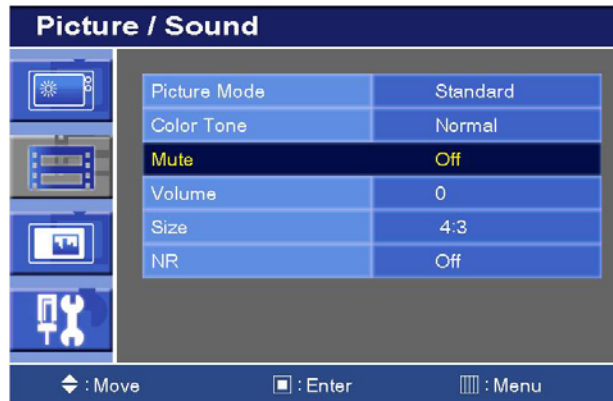 Picture / Sound
Picture Mode Standard
Color Tone Normal
Mute Off
Volume 0
Size 4:3
NR Off
: Move : Enter : Menu